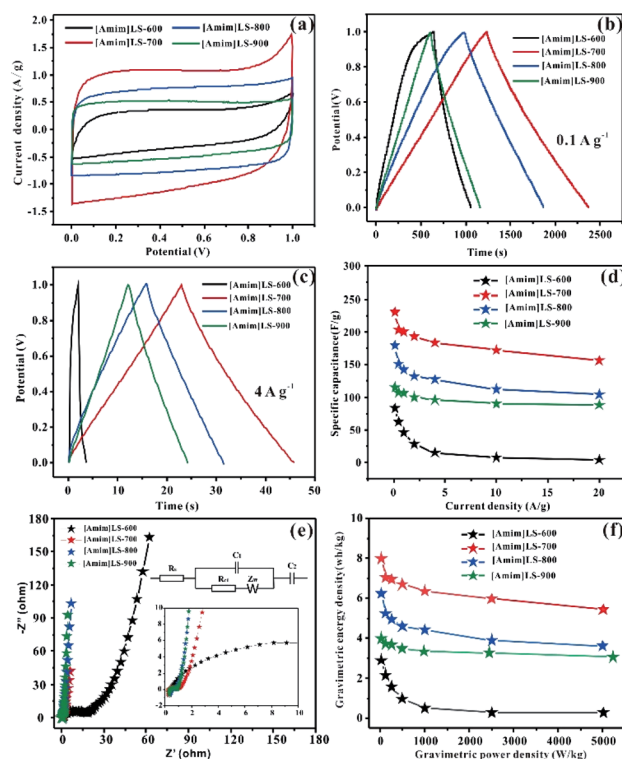 (a)
[Amim]LS-600 [Amim]LS-800
[Amim]LS-700 [Amim]LS-900
Current density (A/g)
2.0
1.5
1.0
0.5
0.0
-0.5
-1.0
-1.5
0.0 0.2 0.4 0.6 0.8 1.0
Potential (V)
(b)
[Amim]LS-600
[Amim]LS-700
[Amim]LS-800
[Amim]LS-900
0.1 A g-1
Potential(V)
1.0
0.8
0.6
0.4
0.2
0.0
0 500 1000 1500 2000 2500
Time (s)
(c)
[Amim]LS-600
[Amim]LS-700
[Amim]LS-800
[Amim]LS-900
4 A g-1
Potential (V)
1.0
0.8
0.6
0.4
0.2
0.0
0 10 20 30 40 50
Time (s)
(d)
[Amim]LS-600
[Amim]LS-700
[Amim]LS-800
[Amim]LS-900
Specific capacitance(F/g)
350
300
250
200
150
100
50
0
0 5 10 15 20
Current density (A/g)
(e)
[Amim]LS-600
[Amim]LS-700
[Amim]LS-800
[Amim]LS-900
C1
Rs
C2
Rct Zw
-Z'' (ohm)
180
150
120
90
60
30
0
10
8
6
4
2
0
0 2 4 6 8 10
0 30 60 90 120 150 180
Z' (ohm)
(f)
[Amim]LS-600
[Amim]LS-700
[Amim]LS-800
[Amim]LS-900
Gravimetric energy density (wh/kg)
10
8
6
4
2
0
0 1000 2000 3000 4000 5000
Gravimetric power density (W/kg)